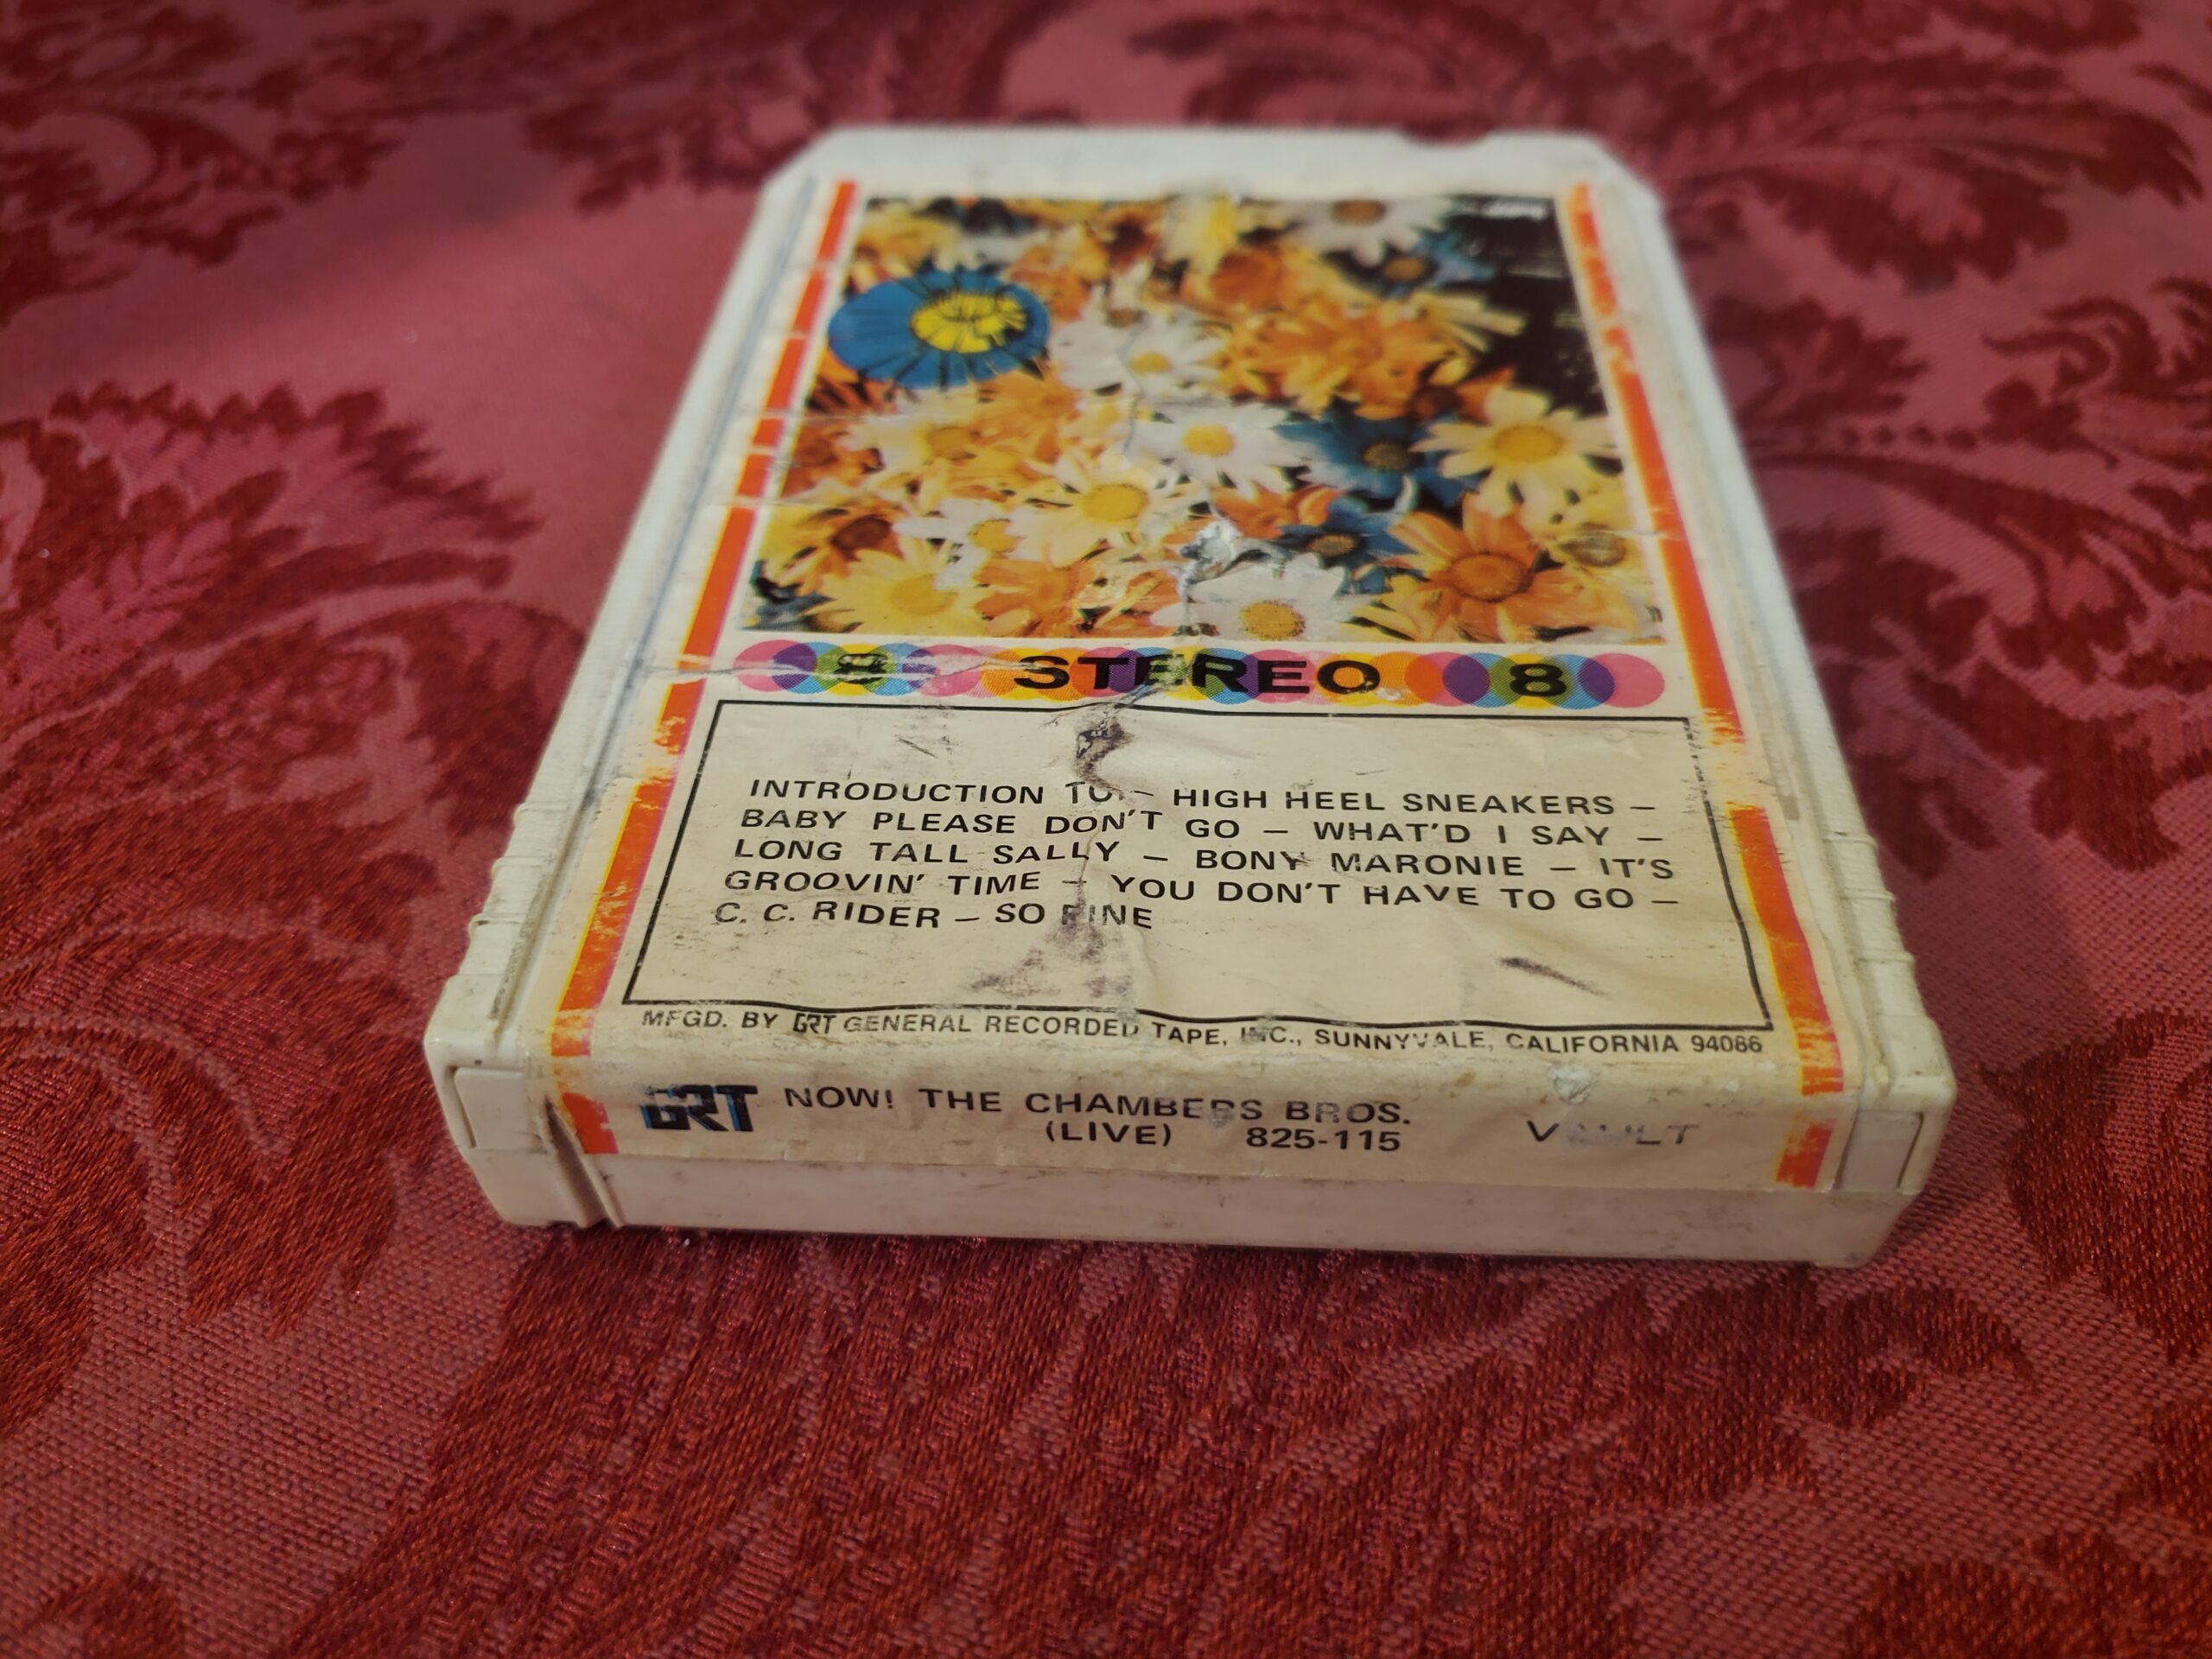 8 STEREO 8
INTRODUCTION TO - HIGH HEEL SNEAKERS –
BABY PLEASE DON'T GO – WHAT'D I SAY –
LONG TALL SALLY – BONY MARONIE – IT'S
GROOVIN' TIME – YOU DON'T HAVE TO GO –
C. C. RIDER – SO FINE
MFGD. BY GRT GENERAL RECORDED TAPE, INC., SUNNYVALE, CALIFORNIA 94086
GRT NOW! THE CHAMBERS BROS.
(LIVE) 825-115 VAULT